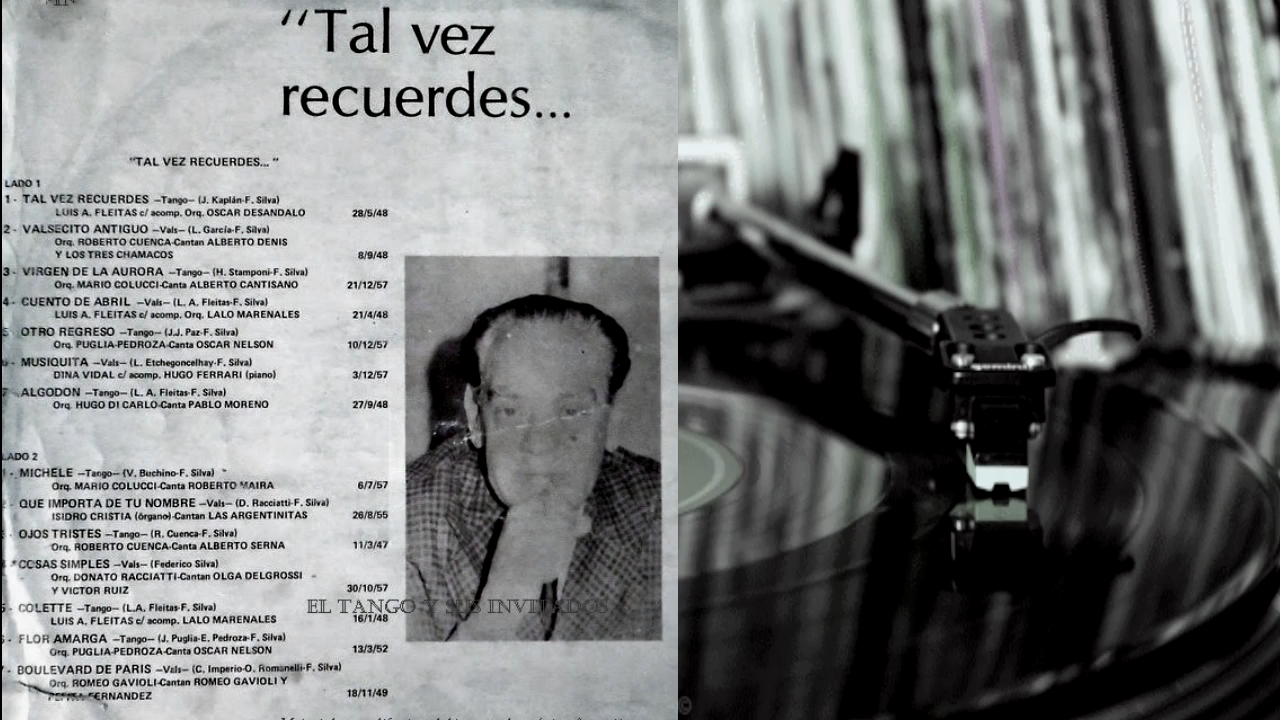 "Tal vez
recuerdes...
"TAL VEZ RECUERDES... "
LADO 1
1- TAL VEZ RECUERDES —Tango— (J. Kaplán-F. Silva)
LUIS A. FLEITAS c/ acomp. Orq. OSCAR DESANDALO 28/5/48
2- VALSECITO ANTIGUO —Vals— (L. García-F. Silva)
Orq. ROBERTO CUENCA-Cantan ALBERTO DENIS
Y LOS TRES CHAMACOS 8/9/48
3- VIRGEN DE LA AURORA —Tango— (H. Stamponi-F. Silva)
Orq. MARIO COLUCCI-Canta ALBERTO CANTISANO 21/12/57
4- CUENTO DE ABRIL —Vals— (L. A. Fleitas-F. Silva)
LUIS A. FLEITAS c/ acomp. Orq. LALO MARENALES 21/4/48
OTRO REGRESO —Tango— (J.J. Paz-F. Silva)
Orq. PUGLIA-PEDROZA-Canta OSCAR NELSON 10/12/57
MUSIQUITA —Vals— (L. Etchegoncelhay-F. Silva)
DINA VIDAL c/ acomp. HUGO FERRARI (piano) 3/12/57
ALGODON —Tango— (L. A. Fleitas-F. Silva)
Orq. HUGO DI CARLO-Canta PABLO MORENO 27/9/48
LADO 2
MICHELE —Tango— (V. Buchino-F. Silva)
Orq. MARIO COLUCCI-Canta ROBERTO MAIRA 6/7/57
QUE IMPORTA DE TU NOMBRE —Vals— (D. Racciatti-F. Silva)
ISIDRO CRISTIA (órgano)-Cantan LAS ARGENTINITAS 26/8/55
OJOS TRISTES —Tango— (R. Cuenca-F. Silva)
Orq. ROBERTO CUENCA-Canta ALBERTO SERNA 11/3/47
COSAS SIMPLES —Vals— (Federico Silva)
Orq. DONATO RACCIATTI-Cantan OLGA DELGROSSI
Y VICTOR RUIZ 30/10/57
COLETTE —Tango— (L.A. Fleitas-F. Silva)
LUIS A. FLEITAS c/ acomp. LALO MARENALES 16/1/48
EL TANGO Y SUS INVITADOS
FLOR AMARGA —Tango— (J. Puglia-E. Pedroza-F. Silva)
Orq. PUGLIA-PEDROZA-Canta OSCAR NELSON 13/3/52
BOULEVARD DE PARIS —Vals— (C. Imperio-O. Romanelli-F. Silva)
Orq. ROMEO GAVIOLI-Cantan ROMEO GAVIOLI Y
FERNANDEZ 18/11/49